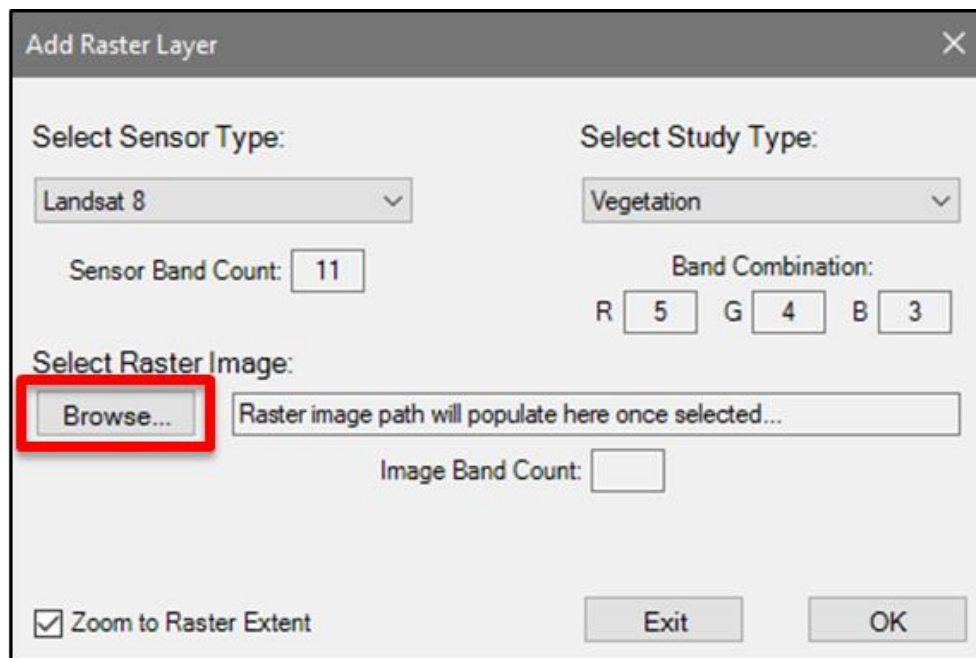 Add Raster Layer
Select Sensor Type: Select Study Type:
Landsat 8 Vegetation
Sensor Band Count: 11 Band Combination:
R 5 G 4 B 3
Select Raster Image:
Browse... Raster image path will populate here once selected...
Image Band Count:
Zoom to Raster Extent Exit OK